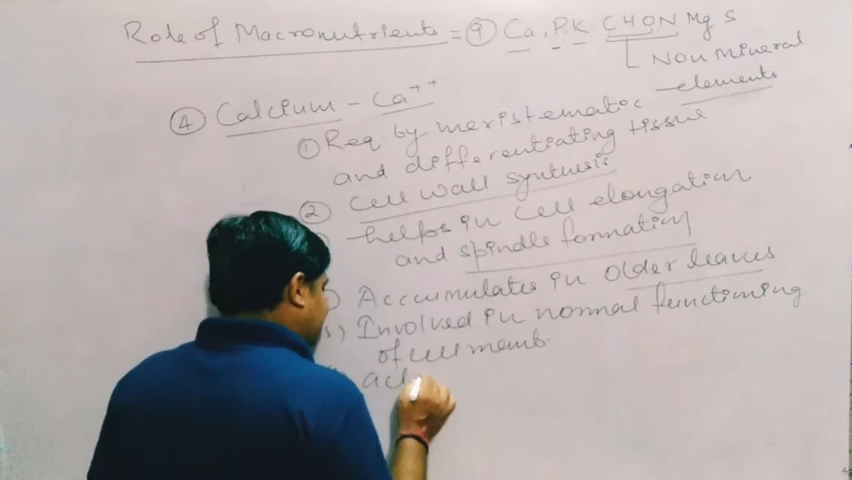 Role of Macronutrients = ⑨ Ca, P, K CHON Mg S
Non mineral
elements
④ Calcium - Ca++
① Req by meristematic
and differentiating tissue
② Cell wall synthesis
helps in cell elongation
and spindle formation
) Accumulates in older leaves
5) Involved in normal functioning
of cell memb.